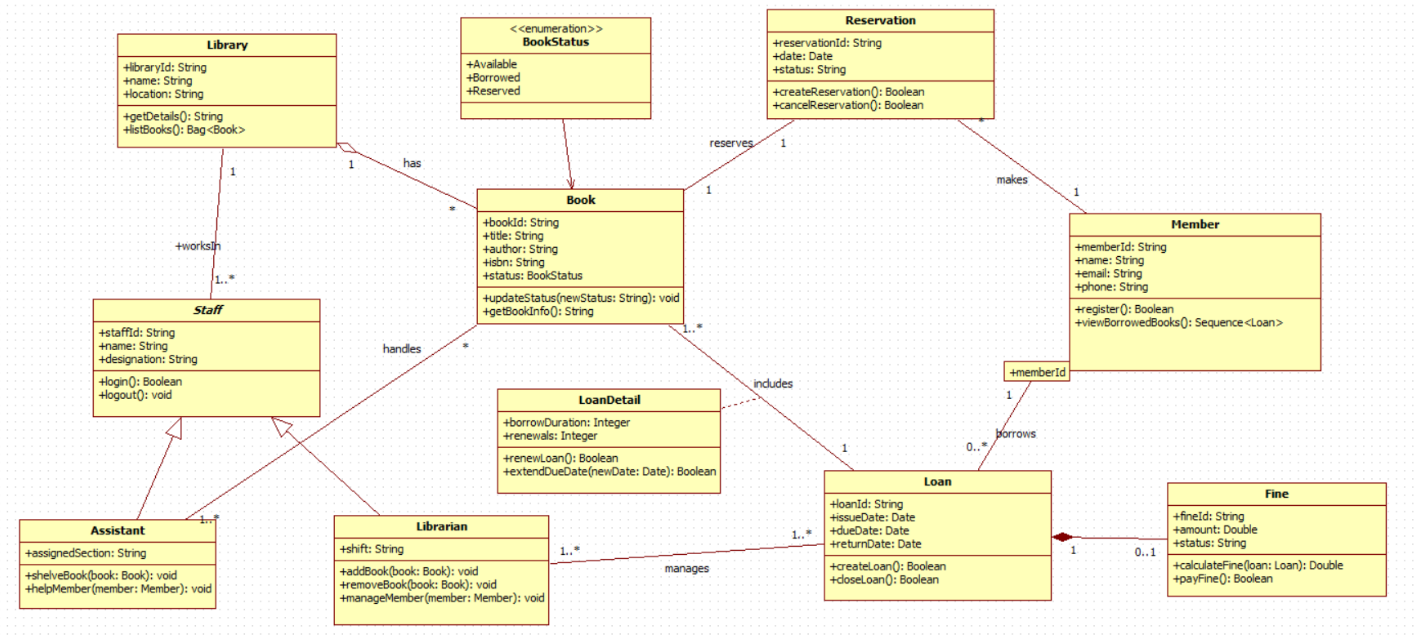 Library
+libraryId: String
+name: String
+location: String
+getDetails(): String
+listBooks(): Bag<Book>
<<enumeration>>
BookStatus
+Available
+Borrowed
+Reserved
Reservation
+reservationId: String
+date: Date
+status: String
+createReservation(): Boolean
+cancelReservation(): Boolean
1
has
*
1
+worksIn
1..*
reserves
1
1
*
makes
1
Book
+bookId: String
+title: String
+author: String
+isbn: String
+status: BookStatus
+updateStatus(newStatus: String): void
+getBookInfo(): String
Member
+memberId: String
+name: String
+email: String
+phone: String
+register(): Boolean
+viewBorrowedBooks(): Sequence<Loan>
+memberId
Staff
+staffId: String
+name: String
+designation: String
+login(): Boolean
+logout(): void
handles
*
1..*
1..*
includes
1
1
borrows
0..*
LoanDetail
+borrowDuration: Integer
+renewals: Integer
+renewLoan(): Boolean
+extendDueDate(newDate: Date): Boolean
Assistant
+assignedSection: String
+shelveBook(book: Book): void
+helpMember(member: Member): void
Librarian
+shift: String
+addBook(book: Book): void
+removeBook(book: Book): void
+manageMember(member: Member): void
1..*
manages
1..*
Loan
+loanId: String
+issueDate: Date
+dueDate: Date
+returnDate: Date
+createLoan(): Boolean
+closeLoan(): Boolean
1
0..1
Fine
+fineId: String
+amount: Double
+status: String
+calculateFine(loan: Loan): Double
+payFine(): Boolean